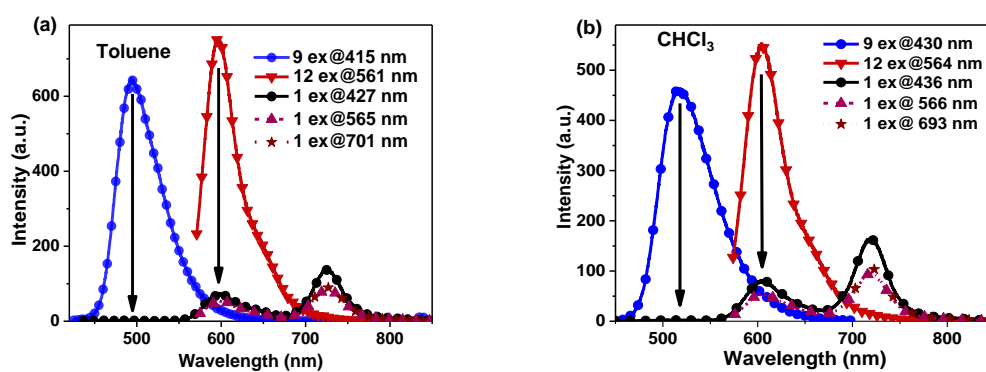 (a)
Toluene
9 ex@415 nm
12 ex@561 nm
1 ex@427 nm
1 ex@565 nm
1 ex@701 nm
Intensity (a.u.)
600
400
200
0
500 600 700 800
Wavelength (nm)
(b)
CHCl3
9 ex@430 nm
12 ex@564 nm
1 ex@436 nm
1 ex@ 566 nm
1 ex@ 693 nm
Intensity (a.u.)
500
400
300
200
100
0
500 600 700 800
Wavelength (nm)